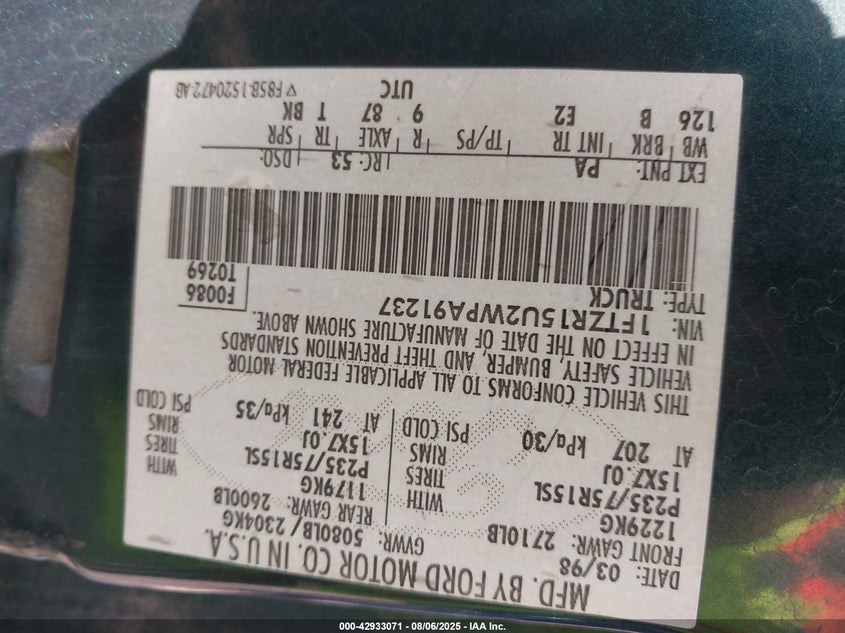 MFD. BY FORD MOTOR CO. IN U.S.A.
DATE: 03/98 GVWR: 5080LB/2304KG
FRONT GAWR: 2710LB REAR GAWR: 2600LB
1229KG WITH 1179KG WITH
P235/75R15SL TIRES P235/75R15SL TIRES
15X7.0J RIMS 15X7.0J RIMS
AT 207 kPa/30 PSI COLD AT 241 kPa/35 PSI COLD
THIS VEHICLE CONFORMS TO ALL APPLICABLE FEDERAL MOTOR
VEHICLE SAFETY, BUMPER, AND THEFT PREVENTION STANDARDS
IN EFFECT ON THE DATE OF MANUFACTURE SHOWN ABOVE.
VIN: 1FTZR15U2WPA91237 F0086
TYPE: TRUCK T0269
EXT PNT: PA RC: 53 DSO:
WB BRK INT TR TP/PS R AXLE TR SPR
126 B E2 9 87 T BK
UTC
▽ F85B-1520472-AB
000-42933071 - 08/06/2025 - IAA Inc.